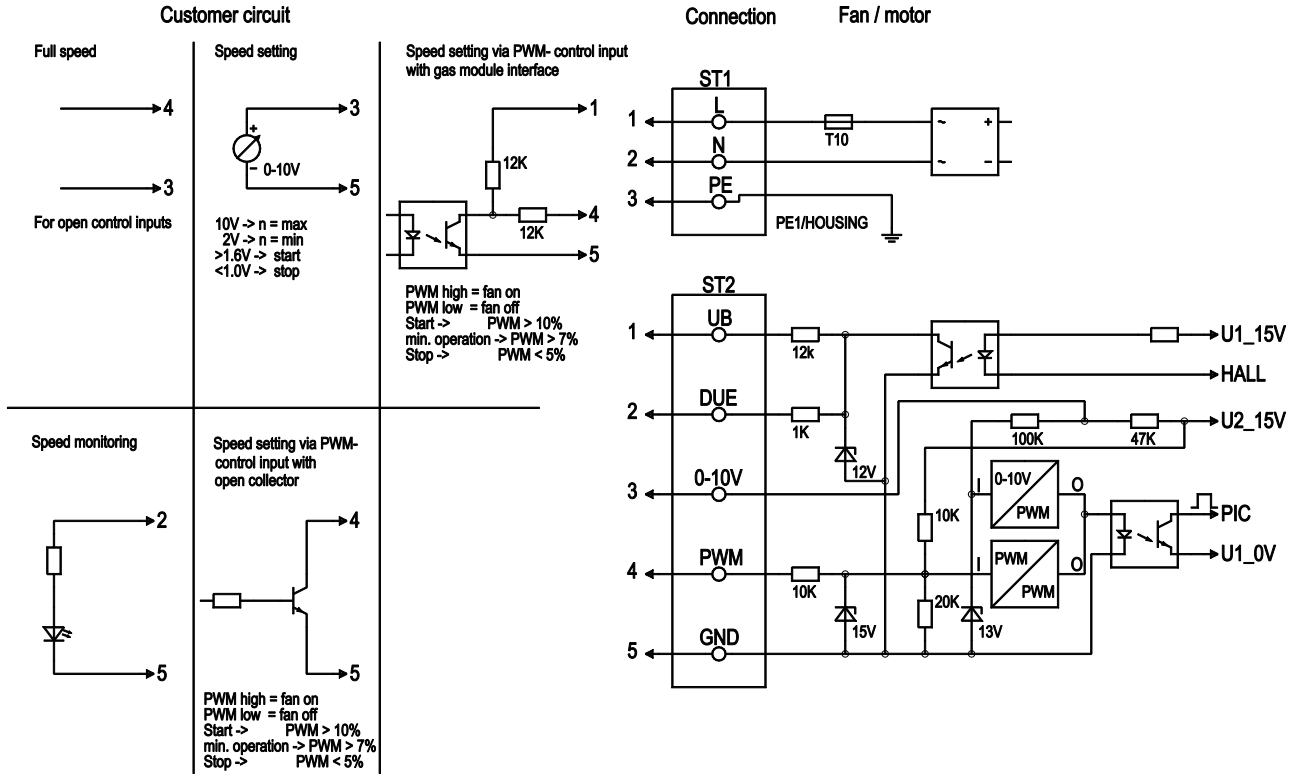 Customer circuit
Connection
Fan / motor
Full speed
4
3
For open control inputs
Speed setting
3
+
- 0-10V
5
10V -> n = max
2V -> n = min
>1.6V -> start
<1.0V -> stop
Speed setting via PWM- control input
with gas module interface
1
12K
4
12K
5
PWM high = fan on
PWM low = fan off
Start -> PWM > 10%
min. operation -> PWM > 7%
Stop -> PWM < 5%
Speed monitoring
2
5
Speed setting via PWM-
control input with
open collector
4
5
PWM high = fan on
PWM low = fan off
Start -> PWM > 10%
min. operation -> PWM > 7%
Stop -> PWM < 5%
ST1
1
L
T10
~ +
2
N
~ -
3
PE
PE1/HOUSING
ST2
1
UB
12k
U1_15V
HALL
2
DUE
1K
12V
100K
47K
U2_15V
3
0-10V
10K
I
0-10V
PWM
O
PIC
U1_0V
4
PWM
10K
I
PWM
PWM
O
15V
20K
13V
5
GND